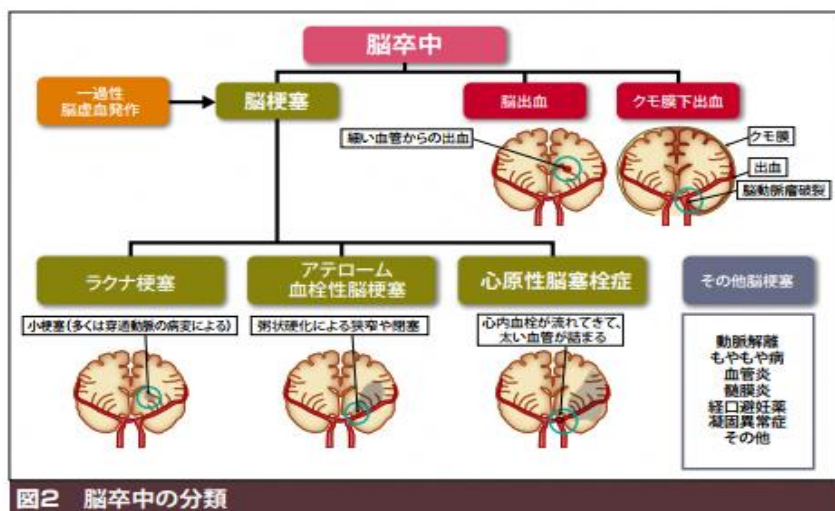 脳卒中
一過性
脳虚血発作
脳梗塞
脳出血
クモ膜下出血
細い血管からの出血
クモ膜
出血
脳動脈瘤破裂
ラクナ梗塞
アテローム
血栓性脳梗塞
心原性脳塞栓症
その他脳梗塞
小梗塞(多くは穿通動脈の病変による)
粥状硬化による狭窄や閉塞
心内血栓が流れてきて、
太い血管が詰まる
動脈解離
もやもや病
血管炎
髄膜炎
経口避妊薬
凝固異常症
その他
図2 脳卒中の分類